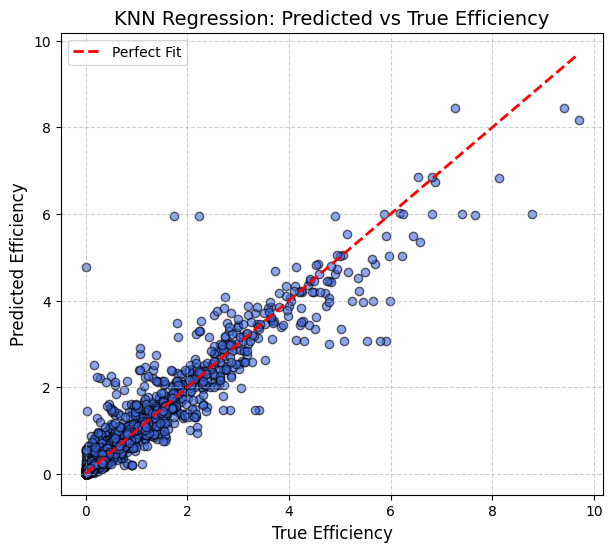 KNN Regression: Predicted vs True Efficiency
Perfect Fit
10
8
6
4
2
0
Predicted Efficiency
0 2 4 6 8 10
True Efficiency